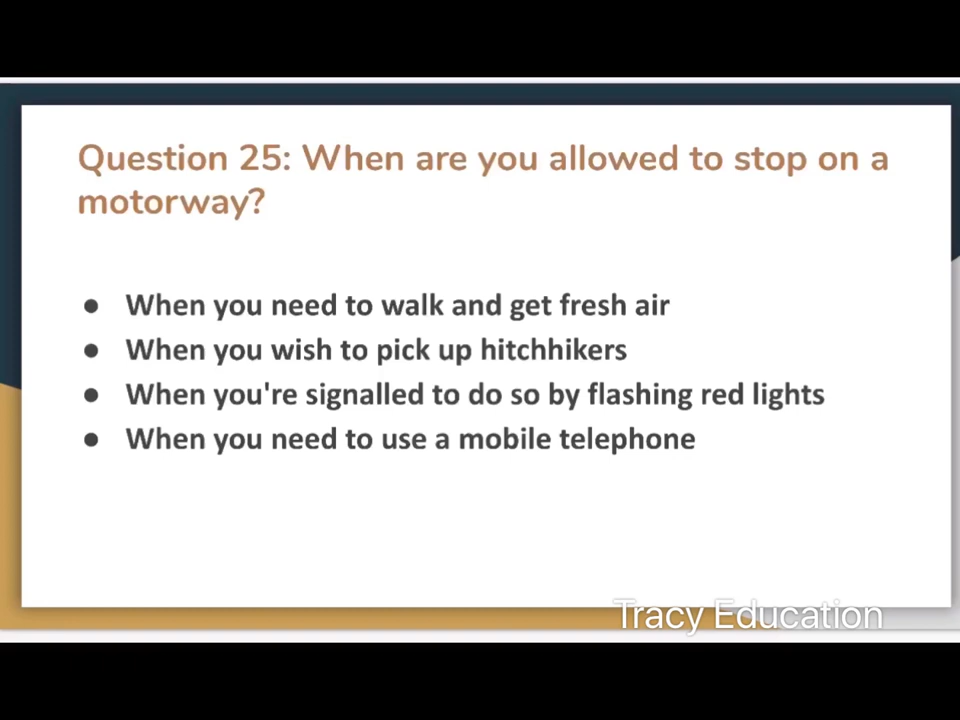 Question 25: When are you allowed to stop on a
motorway?
● When you need to walk and get fresh air
● When you wish to pick up hitchhikers
● When you're signalled to do so by flashing red lights
● When you need to use a mobile telephone
Tracy Education